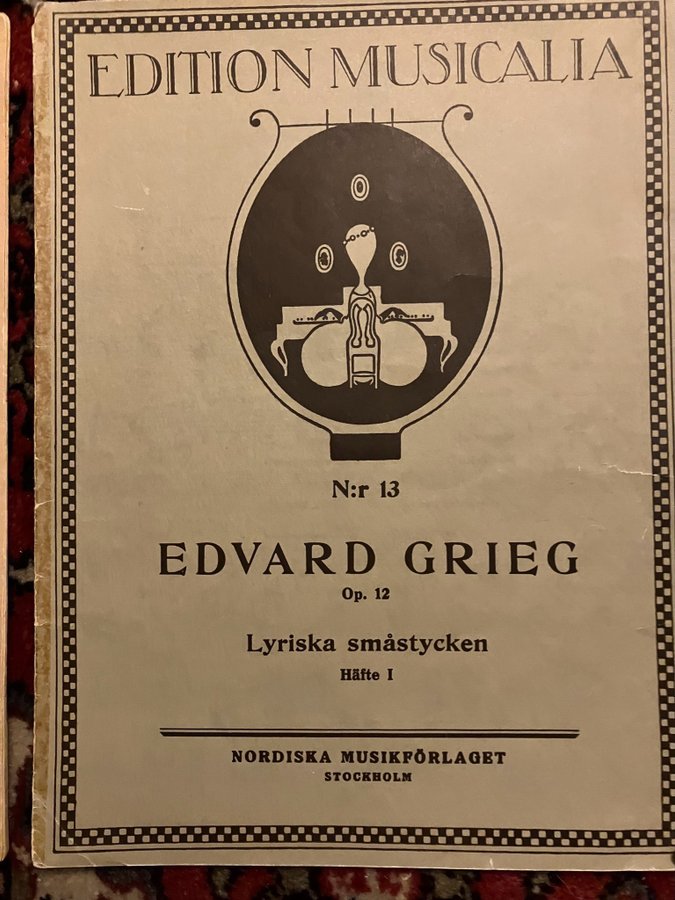 EDITION MUSICALIA
N:r 13
EDVARD GRIEG
Op. 12
Lyriska småstycken
Häfte I
NORDISKA MUSIKFÖRLAGET
STOCKHOLM